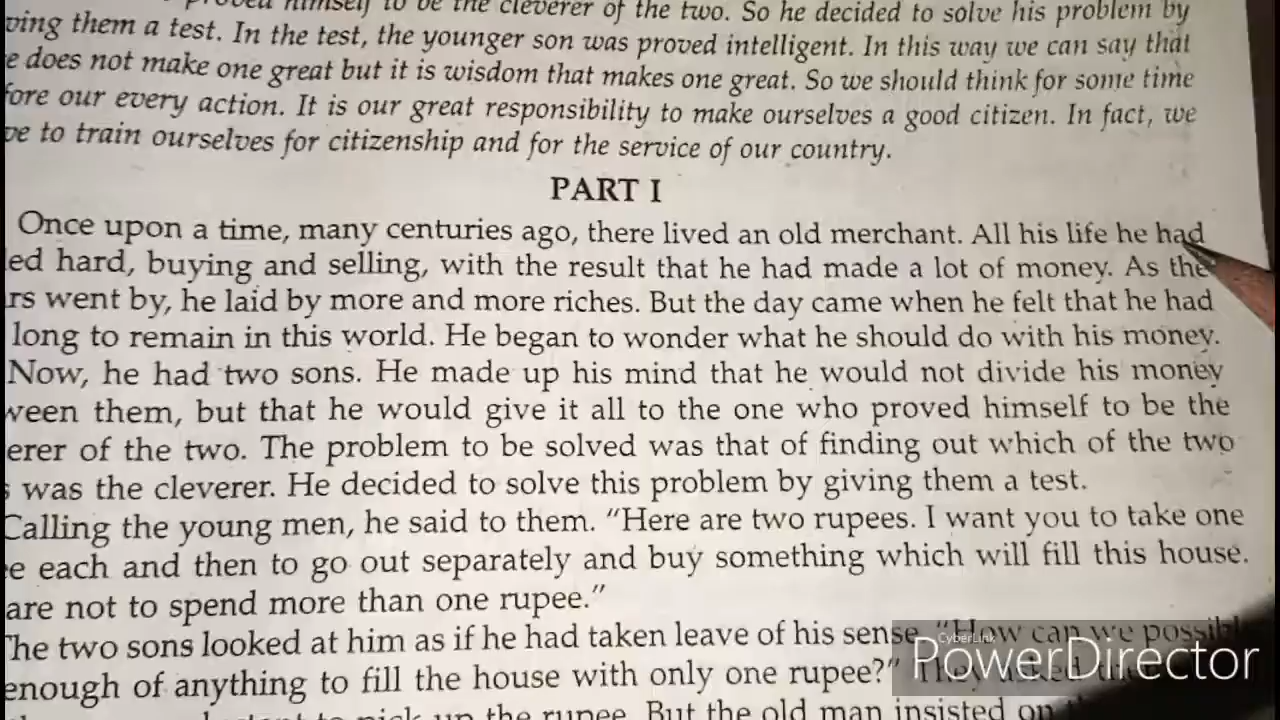 proved himself to be the cleverer of the two. So he decided to solve his problem by
ving them a test. In the test, the younger son was proved intelligent. In this way we can say that
e does not make one great but it is wisdom that makes one great. So we should think for some time
fore our every action. It is our great responsibility to make ourselves a good citizen. In fact, we
ve to train ourselves for citizenship and for the service of our country.
PART I
Once upon a time, many centuries ago, there lived an old merchant. All his life he had
ed hard, buying and selling, with the result that he had made a lot of money. As the
rs went by, he laid by more and more riches. But the day came when he felt that he had
long to remain in this world. He began to wonder what he should do with his money.
Now, he had two sons. He made up his mind that he would not divide his money
ween them, but that he would give it all to the one who proved himself to be the
erer of the two. The problem to be solved was that of finding out which of the two
s was the cleverer. He decided to solve this problem by giving them a test.
Calling the young men, he said to them. "Here are two rupees. I want you to take one
e each and then to go out separately and buy something which will fill this house.
are not to spend more than one rupee."
The two sons looked at him as if he had taken leave of his sense. "How can we possibl
enough of anything to fill the house with only one rupee?" They
pick up the rupee. But the old man insisted on
CyberLink
PowerDirector